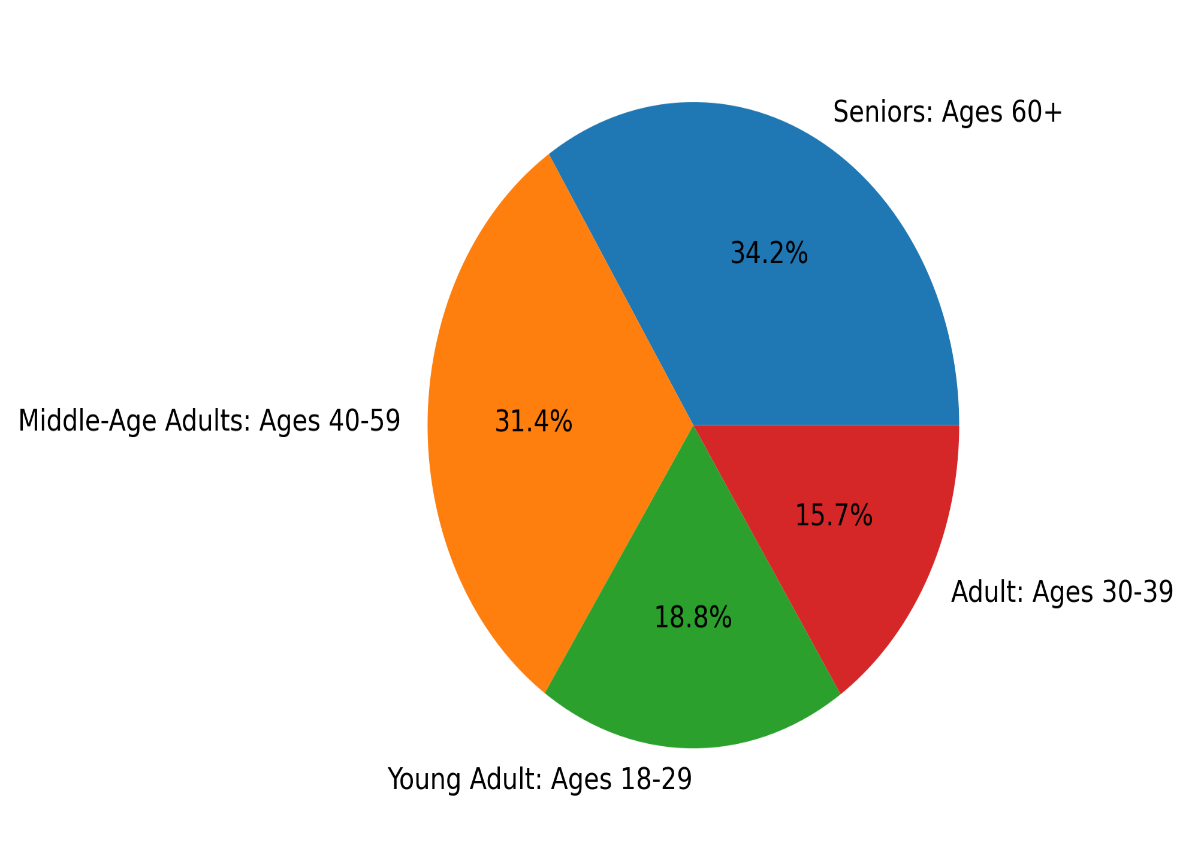 Seniors: Ages 60+
34.2%
Middle-Age Adults: Ages 40-59
31.4%
15.7%
Adult: Ages 30-39
18.8%
Young Adult: Ages 18-29